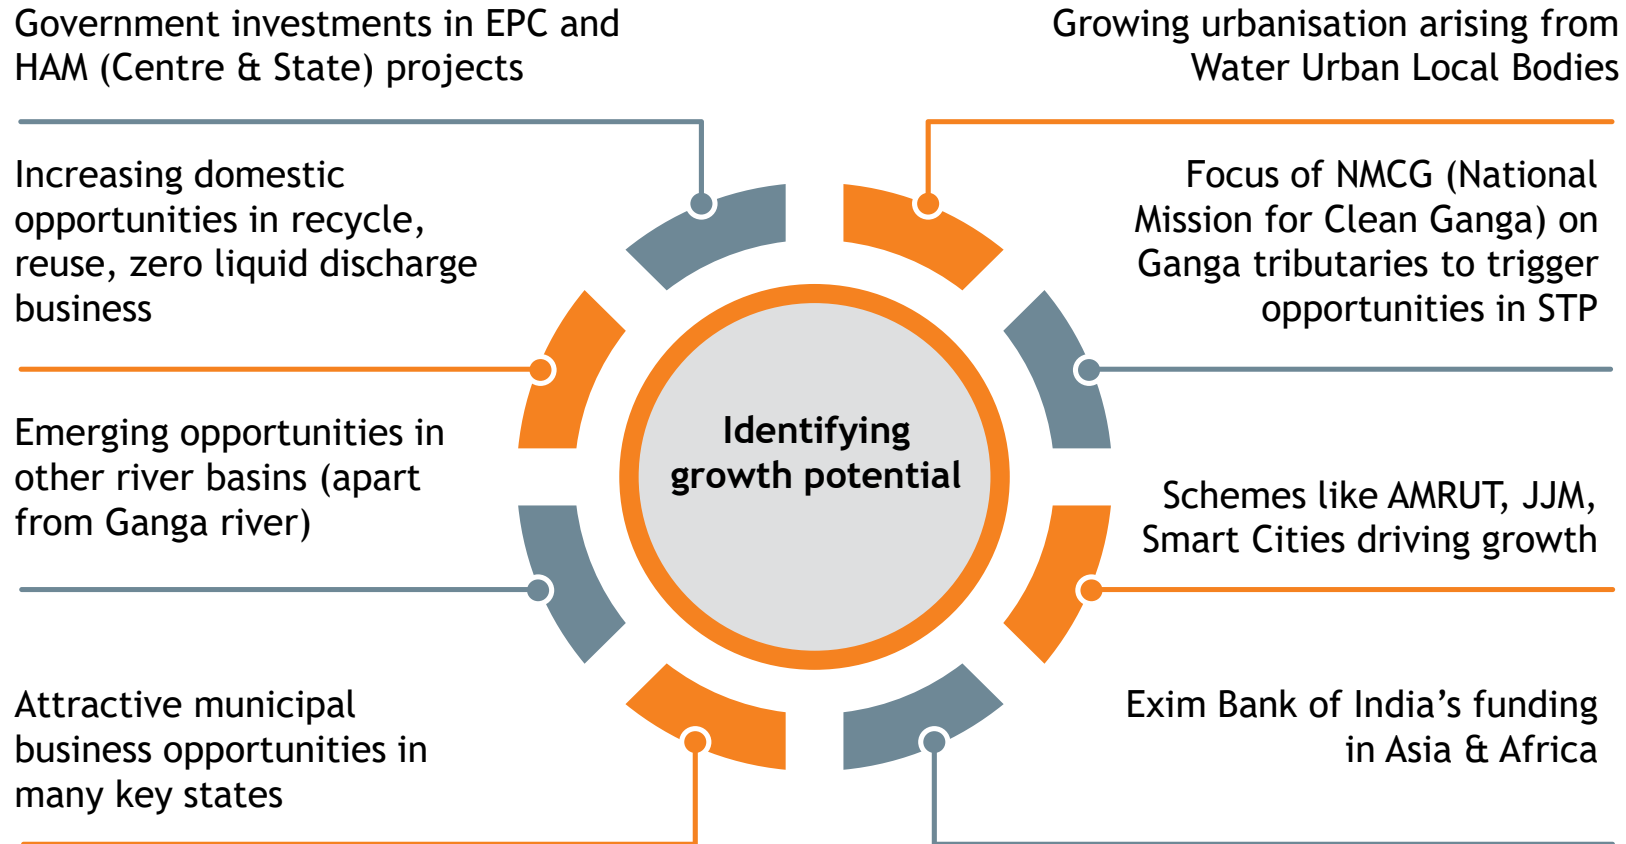 Government investments in EPC and
HAM (Centre & State) projects
Increasing domestic
opportunities in recycle,
reuse, zero liquid discharge
business
Emerging opportunities in
other river basins (apart
from Ganga river)
Attractive municipal
business opportunities in
many key states
Identifying
growth potential
Growing urbanisation arising from
Water Urban Local Bodies
Focus of NMCG (National
Mission for Clean Ganga) on
Ganga tributaries to trigger
opportunities in STP
Schemes like AMRUT, JJM,
Smart Cities driving growth
Exim Bank of India’s funding
in Asia & Africa